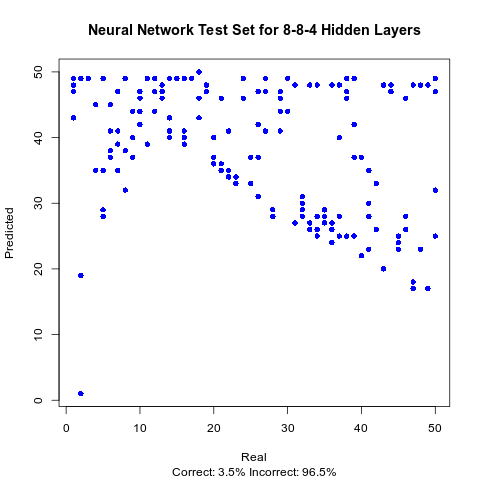 Neural Network Test Set for 8-8-4 Hidden Layers
Predicted
50
40
30
20
10
0
0 10 20 30 40 50
Real
Correct: 3.5% Incorrect: 96.5%